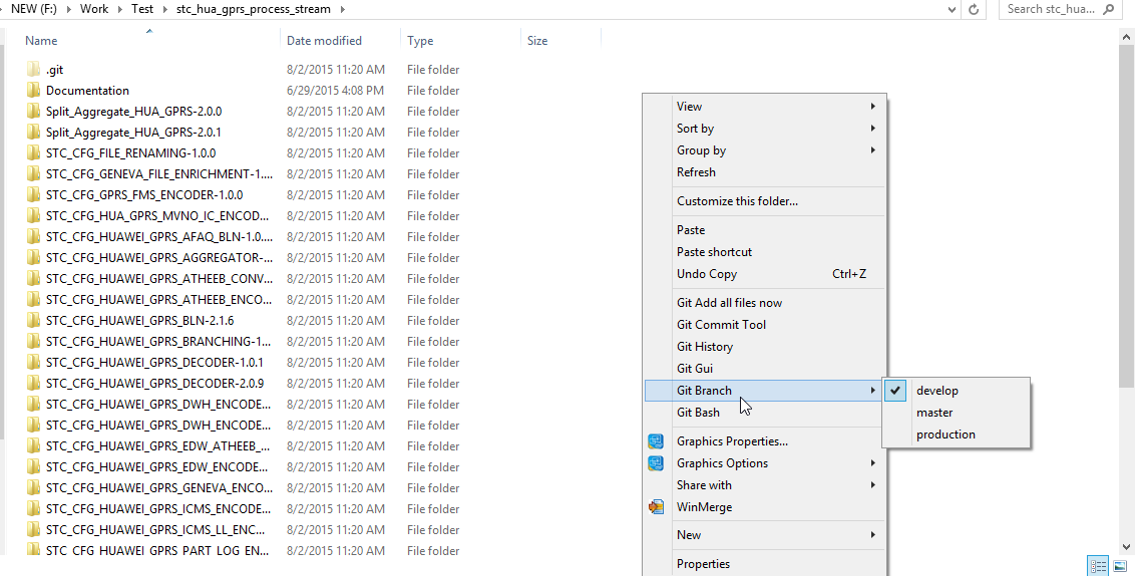 NEW (F:) Work Test stc_hua_gprs_process_stream Search stc_hua...
Name Date modified Type Size
.git 8/2/2015 11:20 AM File folder
Documentation 6/29/2015 4:08 PM File folder
Split_Aggregate_HUA_GPRS-2.0.0 8/2/2015 11:20 AM File folder
Split_Aggregate_HUA_GPRS-2.0.1 8/2/2015 11:20 AM File folder
STC_CFG_FILE_RENAMING-1.0.0 8/2/2015 11:20 AM File folder
STC_CFG_GENEVA_FILE_ENRICHMENT-1.... 8/2/2015 11:20 AM File folder
STC_CFG_GPRS_FMS_ENCODER-1.0.0 8/2/2015 11:20 AM File folder
STC_CFG_HUA_GPRS_MVNO_IC_ENCOD... 8/2/2015 11:20 AM File folder
STC_CFG_HUAWEI_GPRS_AFAQ_BLN-1.0.... 8/2/2015 11:20 AM File folder
STC_CFG_HUAWEI_GPRS_AGGREGATOR-... 8/2/2015 11:20 AM File folder
STC_CFG_HUAWEI_GPRS_ATHEEB_CONV... 8/2/2015 11:20 AM File folder
STC_CFG_HUAWEI_GPRS_ATHEEB_ENCO... 8/2/2015 11:20 AM File folder
STC_CFG_HUAWEI_GPRS_BLN-2.1.6 8/2/2015 11:20 AM File folder
STC_CFG_HUAWEI_GPRS_BRANCHING-1... 8/2/2015 11:20 AM File folder
STC_CFG_HUAWEI_GPRS_DECODER-1.0.1 8/2/2015 11:20 AM File folder
STC_CFG_HUAWEI_GPRS_DECODER-2.0.9 8/2/2015 11:20 AM File folder
STC_CFG_HUAWEI_GPRS_DWH_ENCODE... 8/2/2015 11:20 AM File folder
STC_CFG_HUAWEI_GPRS_DWH_ENCODE... 8/2/2015 11:20 AM File folder
STC_CFG_HUAWEI_GPRS_EDW_ATHEEB_... 8/2/2015 11:20 AM File folder
STC_CFG_HUAWEI_GPRS_EDW_ENCODE... 8/2/2015 11:20 AM File folder
STC_CFG_HUAWEI_GPRS_GENEVA_ENCO... 8/2/2015 11:20 AM File folder
STC_CFG_HUAWEI_GPRS_ICMS_ENCODE... 8/2/2015 11:20 AM File folder
STC_CFG_HUAWEI_GPRS_ICMS_LL_ENC... 8/2/2015 11:20 AM File folder
STC_CFG_HUAWEI_GPRS_PART_LOG_EN... 8/2/2015 11:20 AM File folder
View
Sort by
Group by
Refresh
Customize this folder...
Paste
Paste shortcut
Undo Copy Ctrl+Z
Git Add all files now
Git Commit Tool
Git History
Git Gui
Git Branch
Git Bash
Graphics Properties...
Graphics Options
Share with
WinMerge
New
Properties
develop
master
production